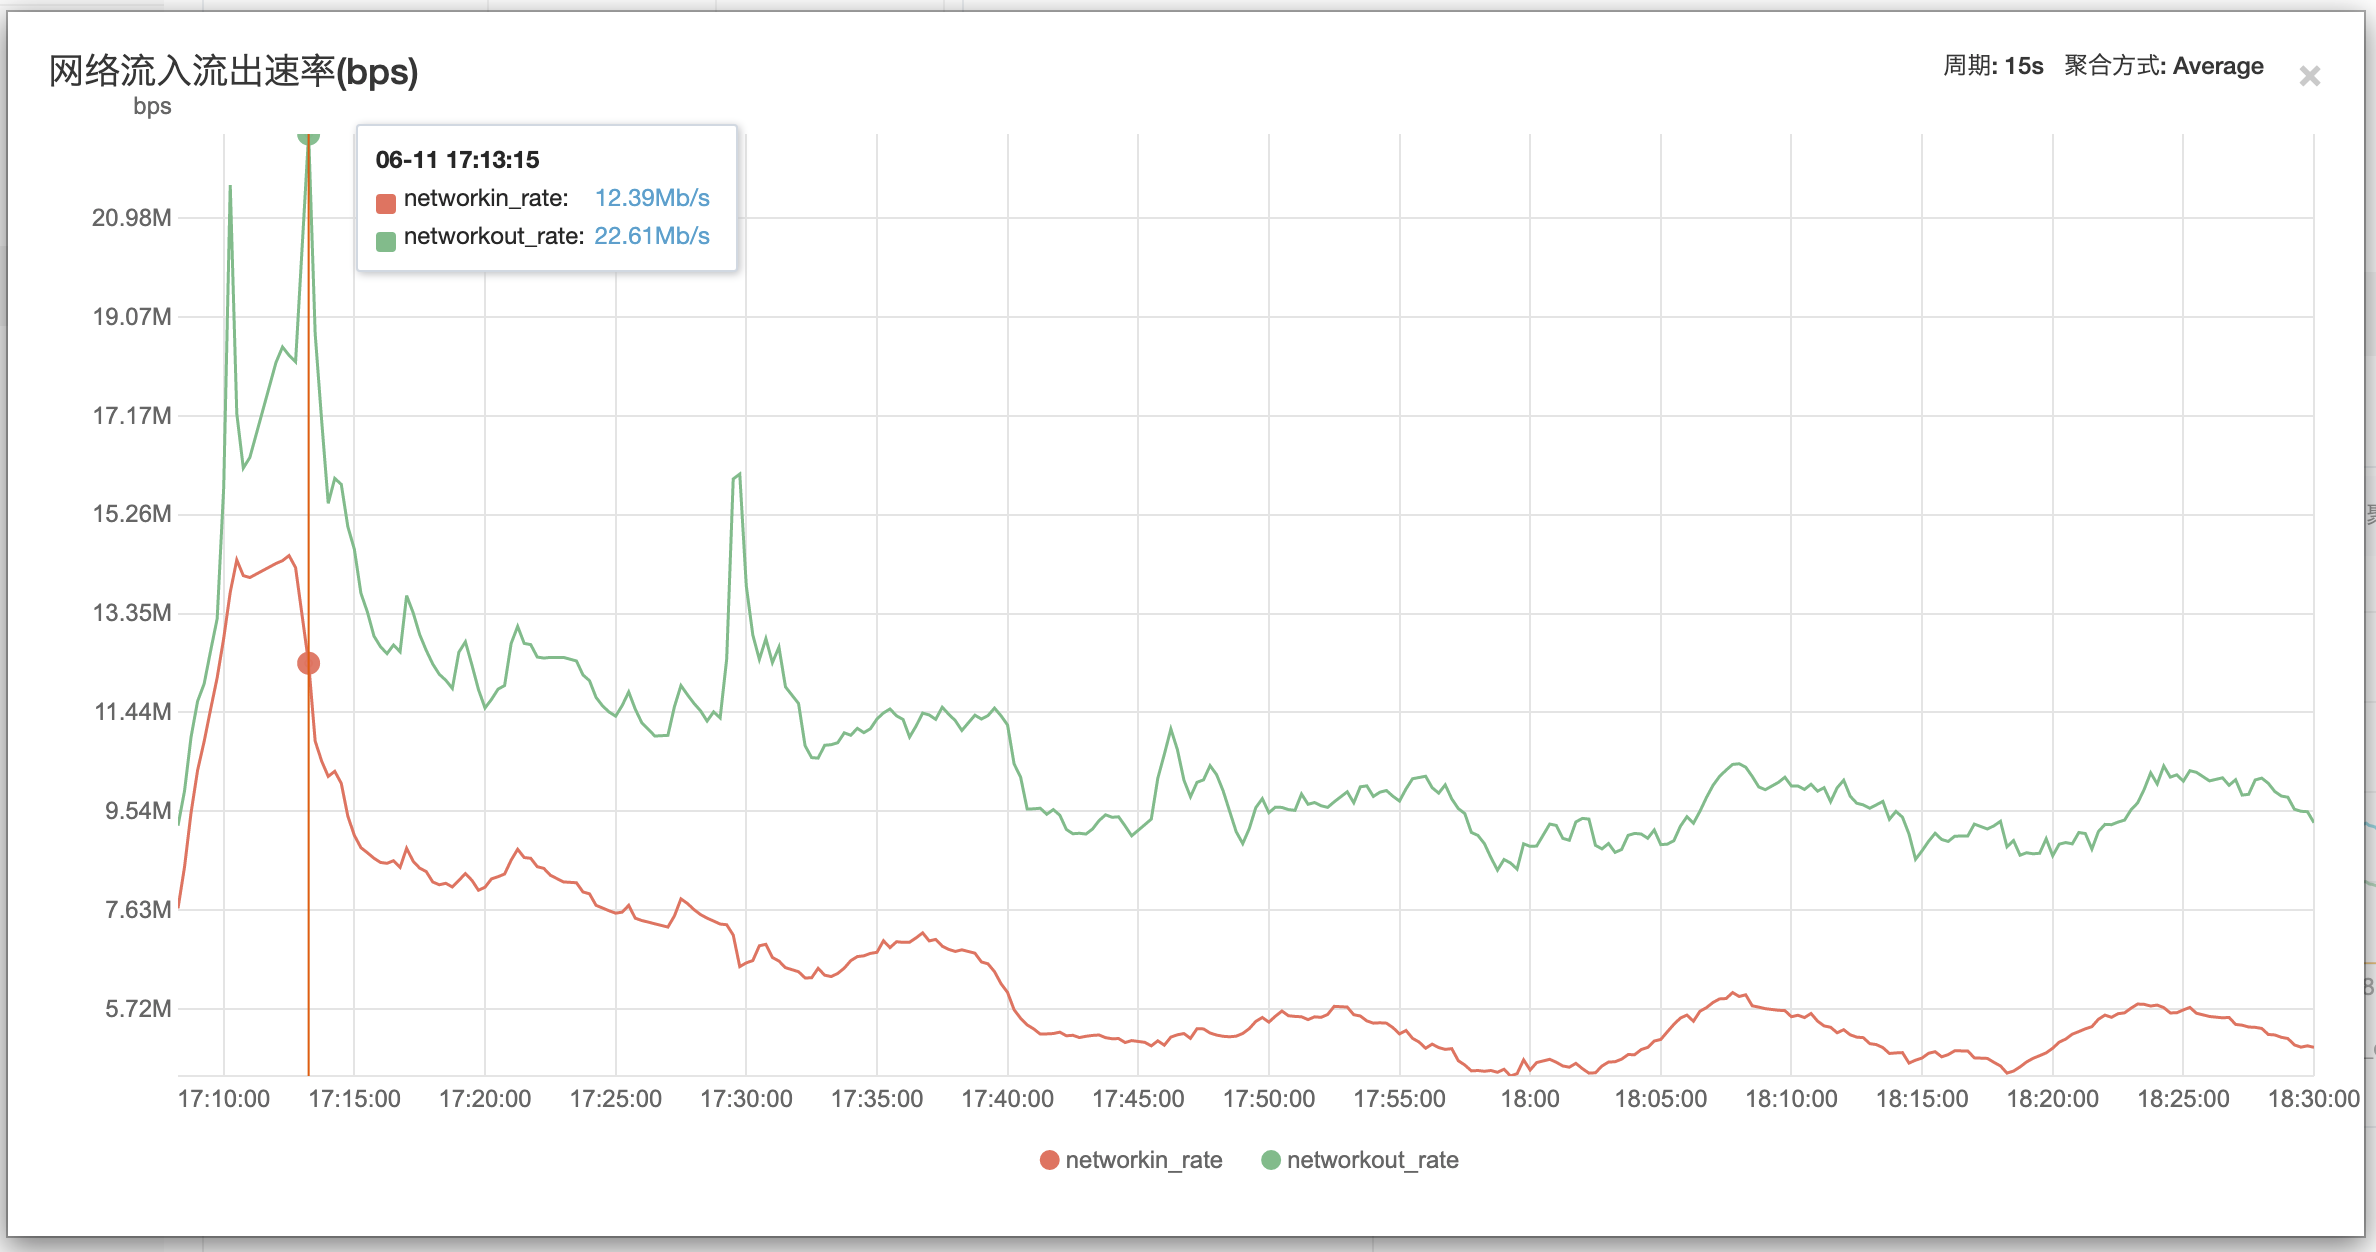 网络流入流出速率(bps)
周期: 15s 聚合方式: Average
×
bps
06-11 17:13:15
networkin_rate: 12.39Mb/s
networkout_rate: 22.61Mb/s
20.98M
19.07M
17.17M
15.26M
13.35M
11.44M
9.54M
7.63M
5.72M
17:10:00 17:15:00 17:20:00 17:25:00 17:30:00 17:35:00 17:40:00 17:45:00 17:50:00 17:55:00 18:00 18:05:00 18:10:00 18:15:00 18:20:00 18:25:00 18:30:00
networkin_rate networkout_rate